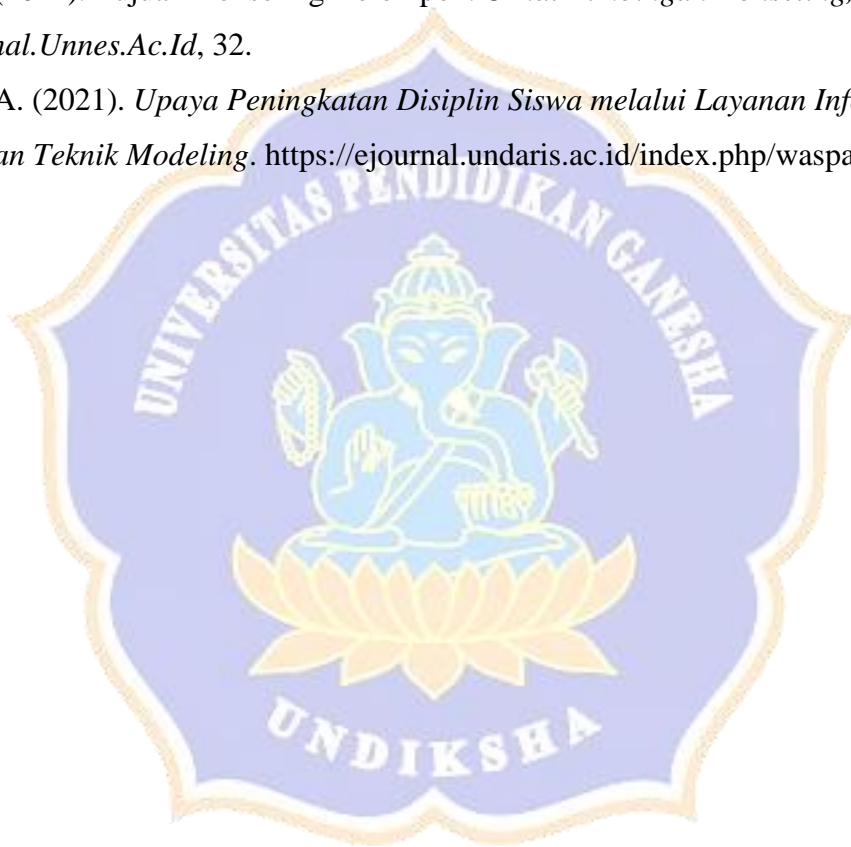 nal.Unnes.Ac.Id, 32.
A. (2021). Upaya Peningkatan Disiplin Siswa melalui Layanan Inf
an Teknik Modeling. https://ejournal.undaris.ac.id/index.php/waspa
UNIVERSITAS PENDIDIKAN GANESHA
UNDIKSHA